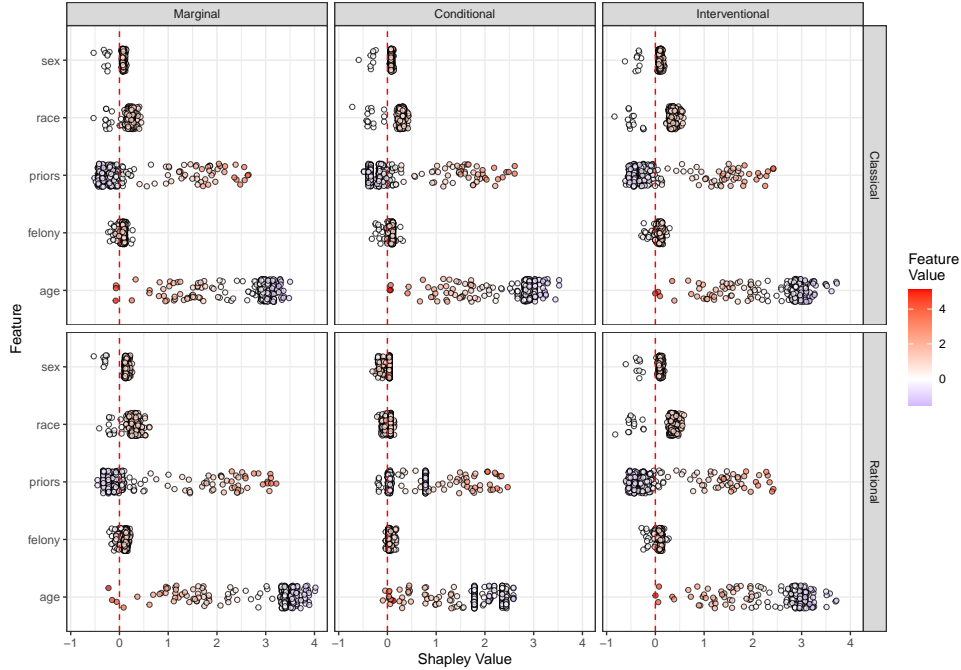 Marginal
Conditional
Interventional
sex
race
priors
felony
age
Classical
sex
race
priors
felony
age
Rational
−1 0 1 2 3 4
−1 0 1 2 3 4
−1 0 1 2 3 4
Shapley Value
Feature
Feature
Value
4
2
0